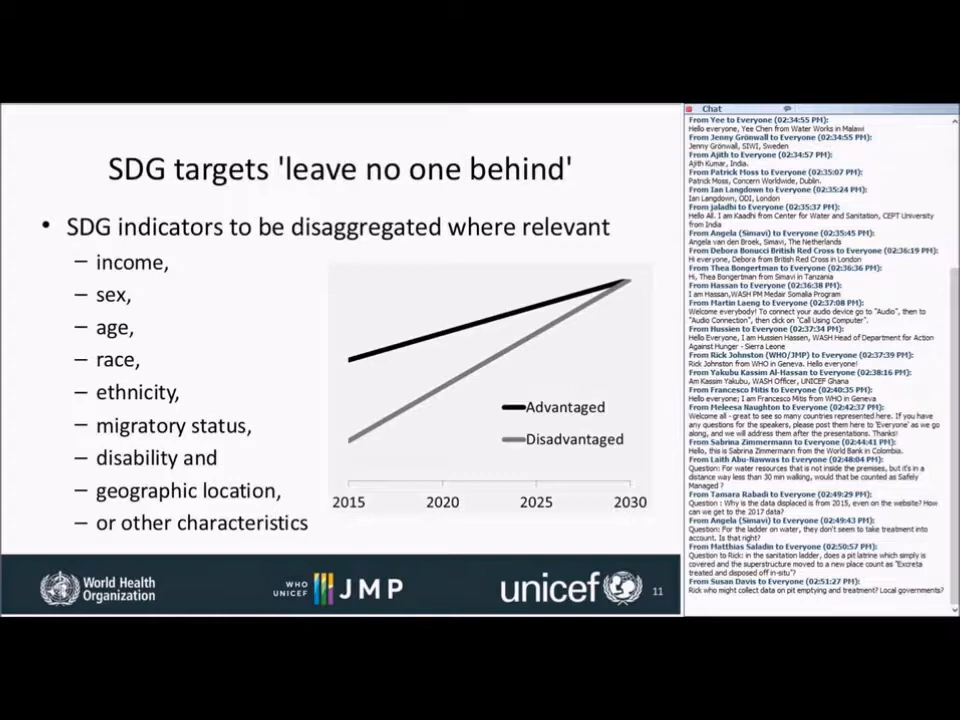 SDG targets 'leave no one behind'
• SDG indicators to be disaggregated where relevant
– income,
– sex,
– age,
– race,
– ethnicity,
– migratory status,
– disability and
– geographic location,
– or other characteristics
Advantaged
Disadvantaged
2015 2020 2025 2030
World Health
Organization
WHO
UNICEF
JMP
unicef
11
Chat
From Yee to Everyone (02:34:55 PM):
Hello everyone, Yee Chen from Water Works in Malawi
From Jenny Grönwall to Everyone (02:34:55 PM):
Jenny Grönwall, SIWI, Sweden
From Ajith to Everyone (02:34:57 PM):
Ajith Kumar, India.
From Patrick Moss to Everyone (02:35:07 PM):
Patrick Moss, Concern Worldwide, Dublin.
From Ian Langdown to Everyone (02:35:24 PM):
Ian Langdown, ODI, London
From jaladhi to Everyone (02:35:37 PM):
Hello All. I am Kaadhi from Center for Water and Sanitation, CEPT University
from India
From Angela (Simavi) to Everyone (02:35:45 PM):
Angela van den Broek, Simavi, The Netherlands
From Debora Bonucci British Red Cross to Everyone (02:36:19 PM):
Hi everyone, Debora from British Red Cross in London
From Thea Bongertman to Everyone (02:36:36 PM):
Hi, Thea Bongertman from Simavi in Tanzania
From Hassan to Everyone (02:36:38 PM):
I am Hassan,WASH PM Medair Somalia Program
From Martin Laeng to Everyone (02:37:08 PM):
Welcome everybody! To connect your audio device go to "Audio", then to
"Audio Connection", then click on "Call Using Computer".
From Hussien to Everyone (02:37:34 PM):
Hello Everyone, I am Hussien Hassen, WASH Head of Department for Action
Against Hunger - Sierra Leone
From Rick Johnston (WHO/JMP) to Everyone (02:37:39 PM):
Rick Johnston from WHO in Geneva. Hello everyone!
From Yakubu Kassim Al-Hassan to Everyone (02:38:16 PM):
Am Kassim Yakubu, WASH Officer, UNICEF Ghana
From Francesco Mitis to Everyone (02:40:35 PM):
Hello everyone; I am Francesco Mitis from WHO in Geneva
From Meleesa Naughton to Everyone (02:42:37 PM):
Welcome all - great to see so many countries represented here. If you have
any questions for the speakers, please post them here to 'Everyone' as we go
along, and we will address them after the presentations. Thanks!
From Sabrina Zimmermann to Everyone (02:44:41 PM):
Hello, this is Sabrina Zimmermann from the World Bank in Colombia.
From Laith Abu-Nawwas to Everyone (02:48:04 PM):
Question: For water resources that is not inside the premises, but it's in a
distance way less than 30 min walking, would that be counted as Safely
Managed ?
From Tamara Rabadi to Everyone (02:49:29 PM):
Question : Why is the data displaced is from 2015, even on the website? How
can we get to the 2017 data?
From Angela (Simavi) to Everyone (02:49:43 PM):
Question: For the ladder on water, they don't seem to take treatment into
account. Is that right?
From Matthias Saladin to Everyone (02:50:57 PM):
Question to Rick: in the sanitation ladder, does a pit latrine which simply is
covered and the superstructure moved to a new place count as "Excreta
treated and disposed off in-situ"?
From Susan Davis to Everyone (02:51:27 PM):
Rick who might collect data on pit emptying and treatment? Local governments?